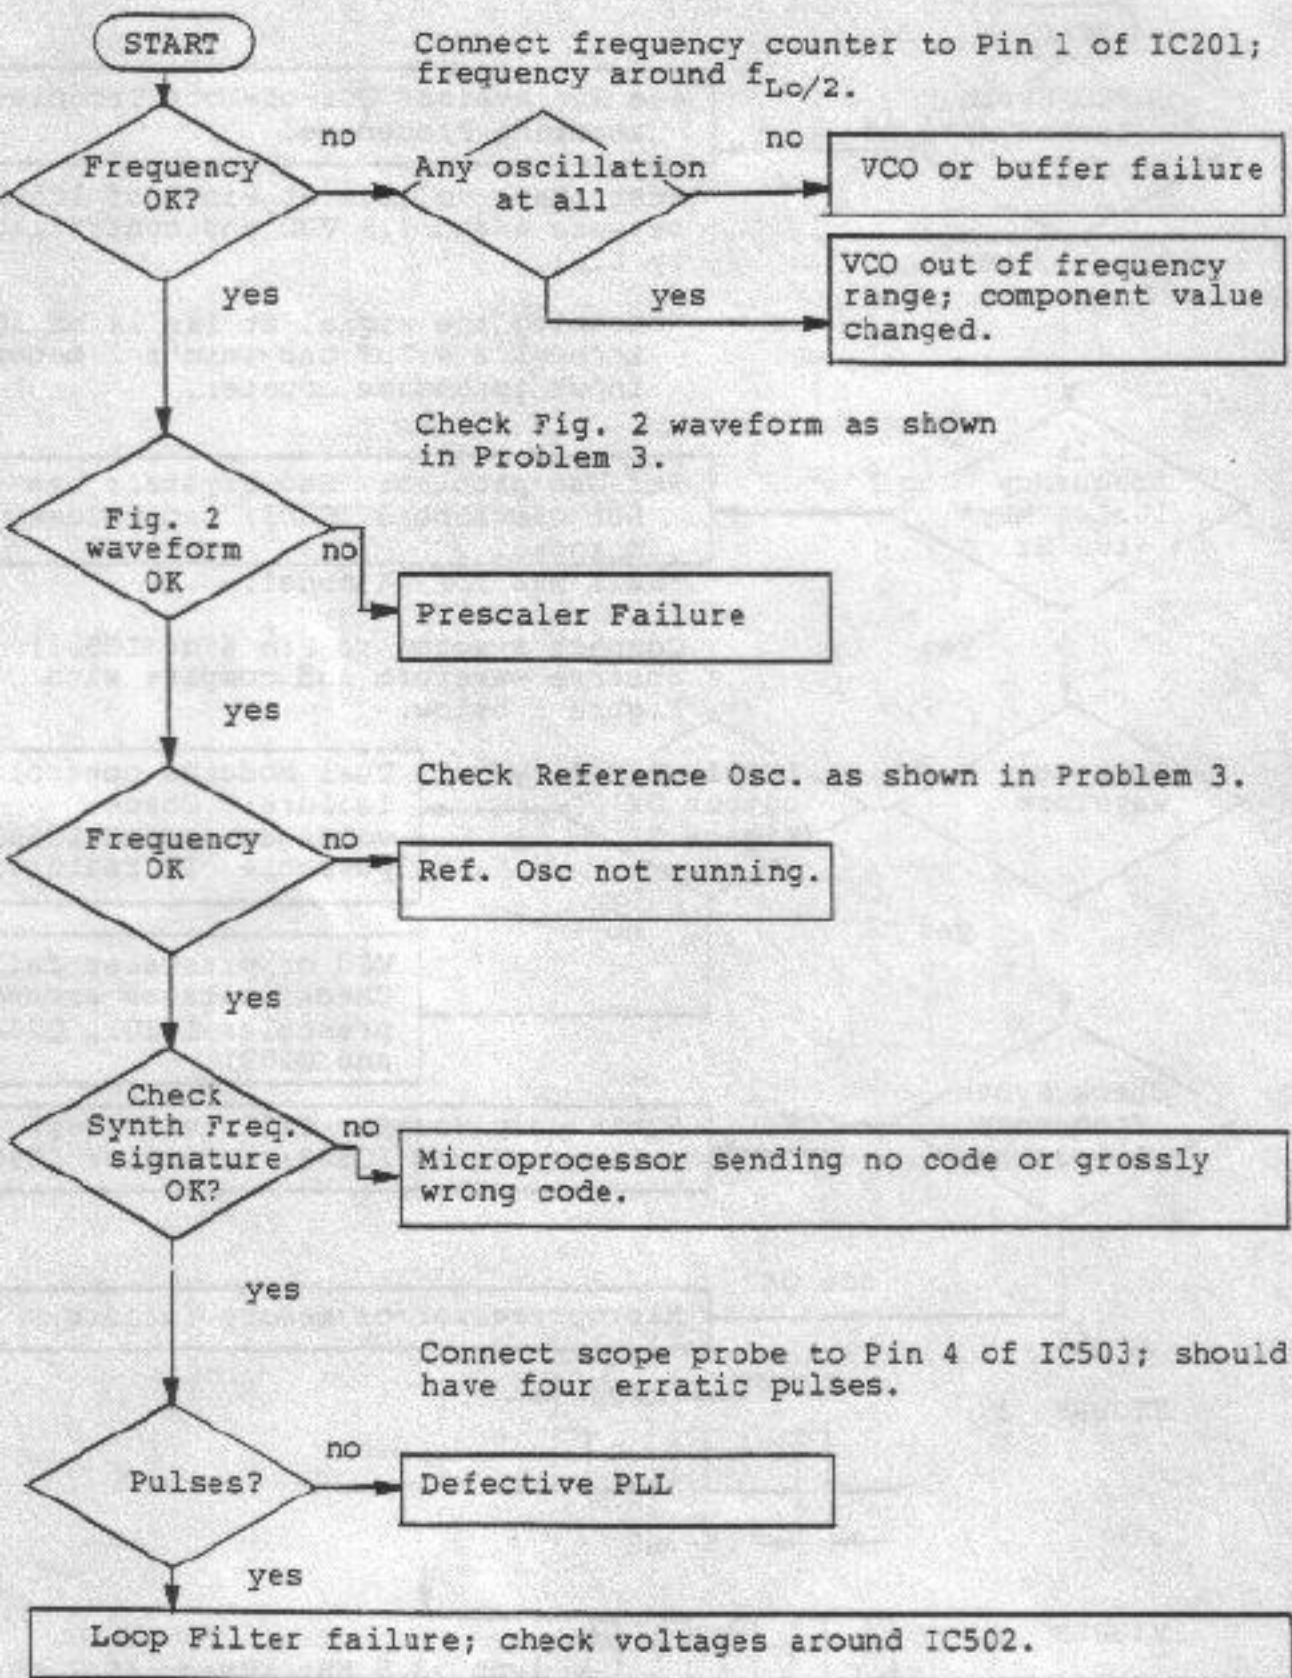 START
Connect frequency counter to Pin 1 of IC201;
frequency around fLo/2.
Frequency
OK?
no
Any oscillation
at all
no
VCO or buffer failure
yes
yes
VCO out of frequency
range; component value
changed.
Check Fig. 2 waveform as shown
in Problem 3.
Fig. 2
waveform
OK
no
Prescaler Failure
yes
Check Reference Osc. as shown in Problem 3.
Frequency
OK
no
Ref. Osc not running.
yes
Check
Synth Freq.
signature
OK?
no
Microprocessor sending no code or grossly
wrong code.
yes
Connect scope probe to Pin 4 of IC503; should
have four erratic pulses.
Pulses?
no
Defective PLL
yes
Loop Filter failure; check voltages around IC502.